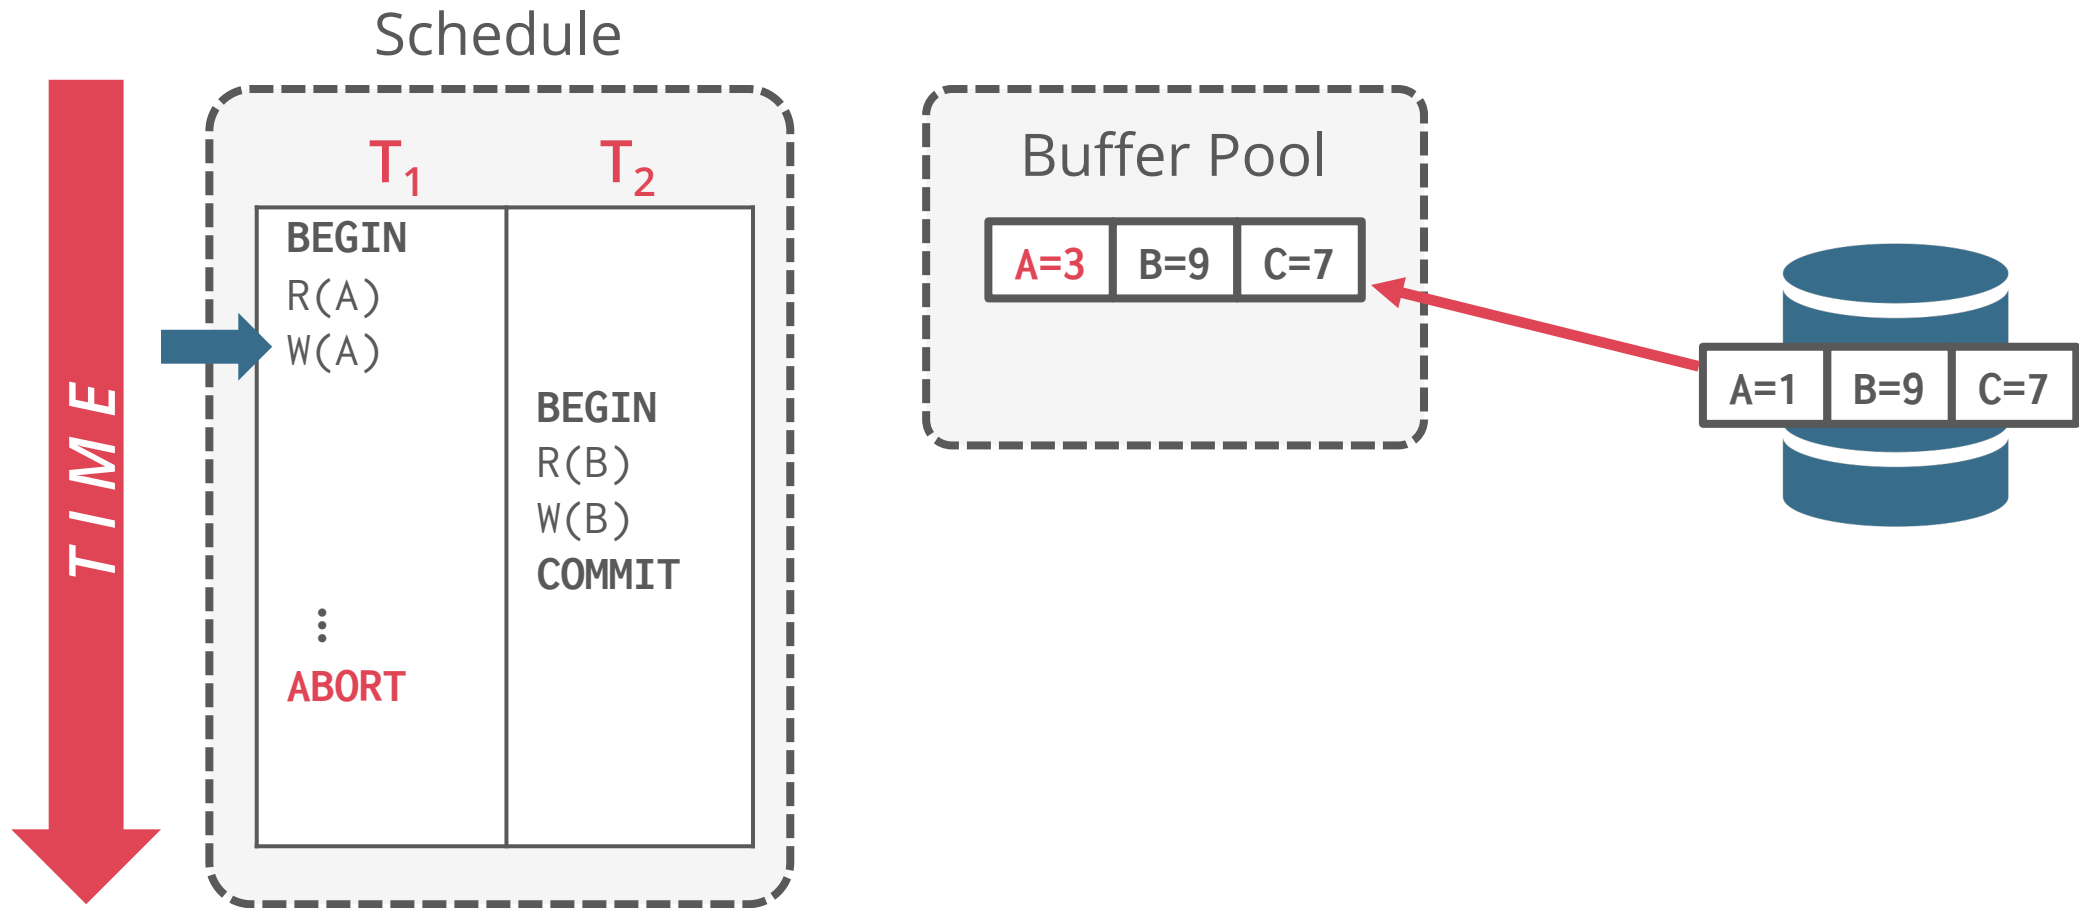 Schedule
TIME
T₁ T₂
BEGIN
R(A)
W(A)
BEGIN
R(B)
W(B)
COMMIT
⋮
ABORT
Buffer Pool
A=3 B=9 C=7
A=1 B=9 C=7